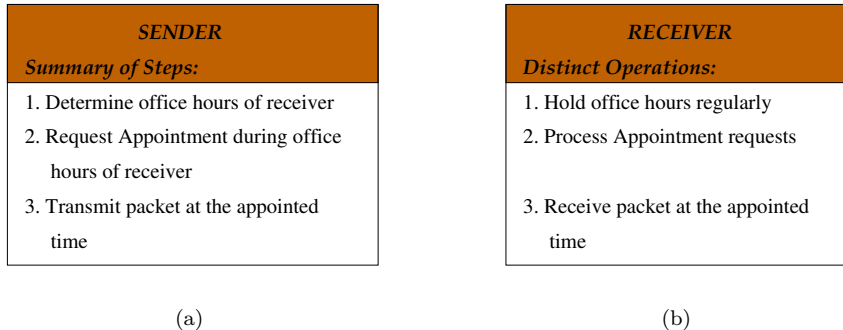 SENDER
Summary of Steps:
1. Determine office hours of receiver
2. Request Appointment during office
hours of receiver
3. Transmit packet at the appointed
time
(a)
RECEIVER
Distinct Operations:
1. Hold office hours regularly
2. Process Appointment requests
3. Receive packet at the appointed
time
(b)